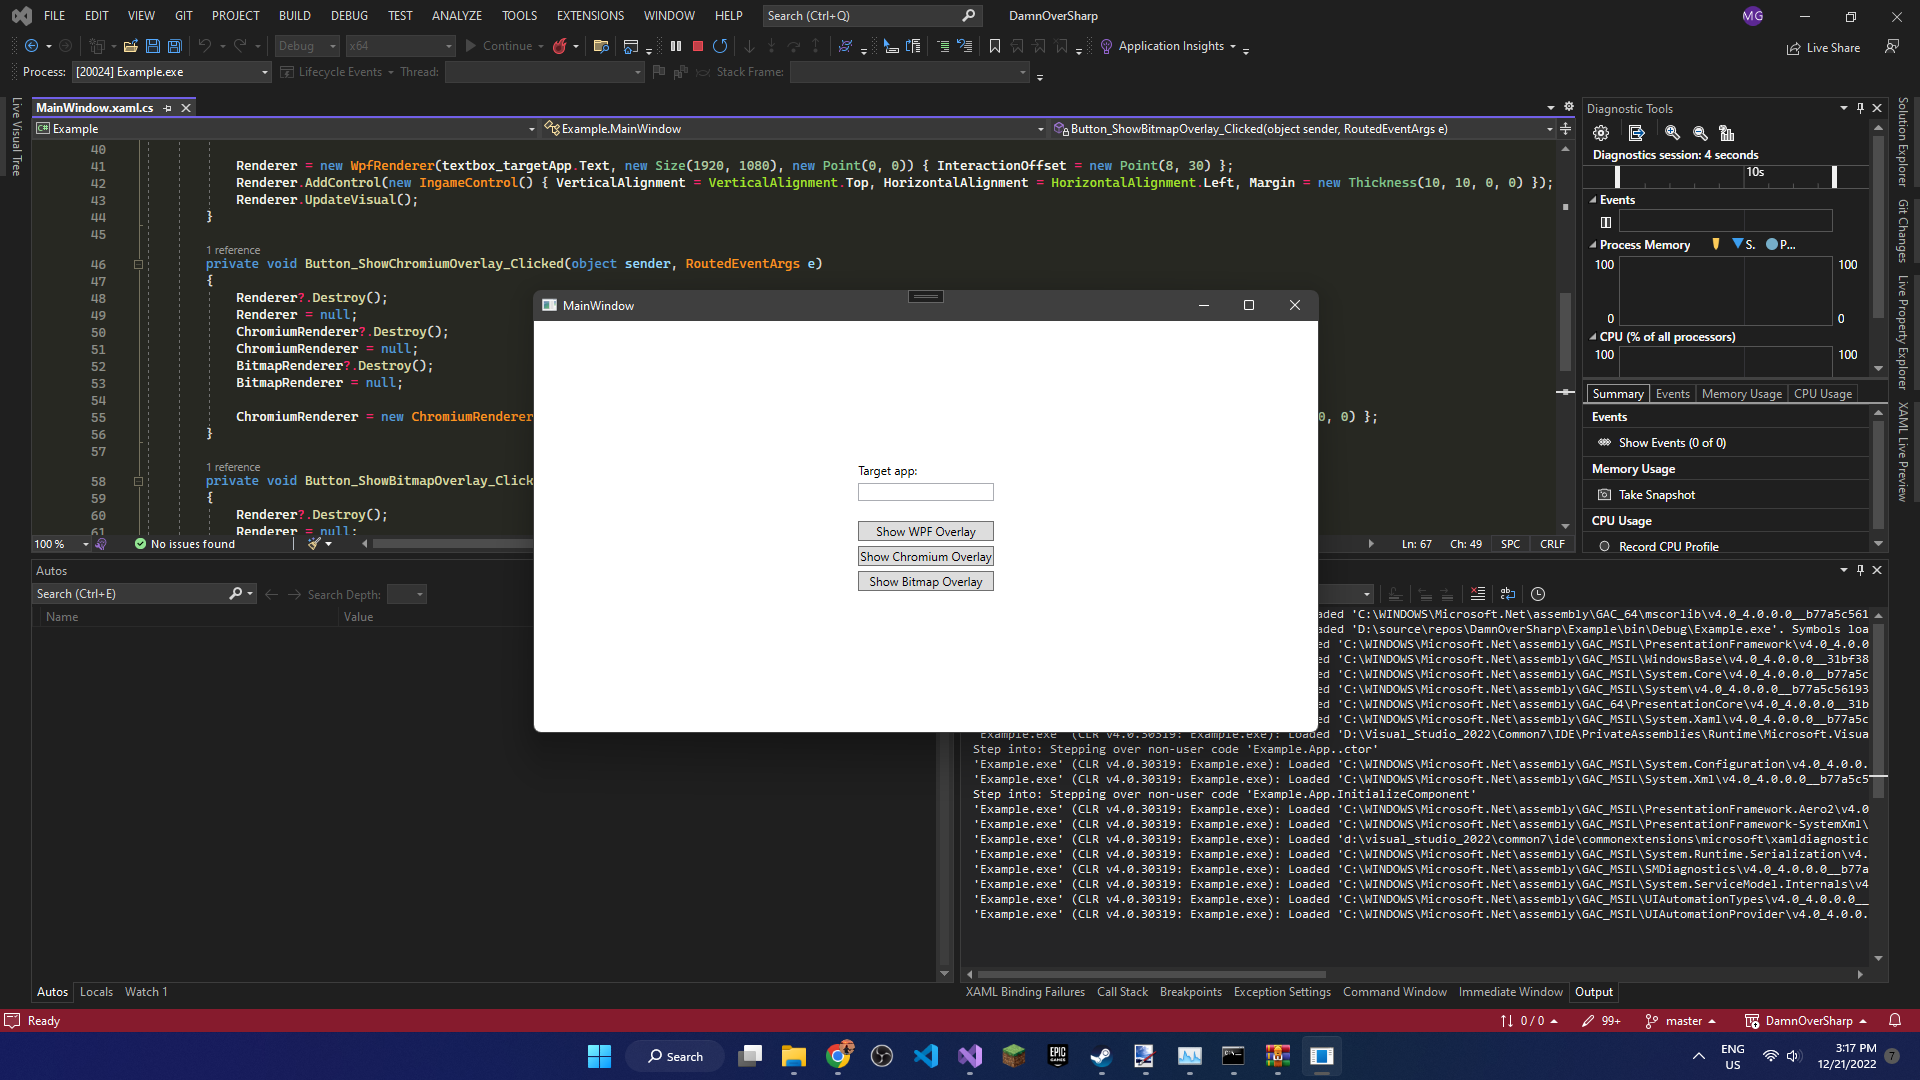 FILE EDIT VIEW GIT PROJECT BUILD DEBUG TEST ANALYZE TOOLS EXTENSIONS WINDOW HELP Search (Ctrl+Q) DamnOverSharp MG
Debug x64 Continue Application Insights Live Share
Process: [20024] Example.exe Lifecycle Events Thread: Stack Frame:
Live Visual Tree
MainWindow.xaml.cs
Example Example.MainWindow Button_ShowBitmapOverlay_Clicked(object sender, RoutedEventArgs e)
40
41 Renderer = new WpfRenderer(textbox_targetApp.Text, new Size(1920, 1080), new Point(0, 0)) { InteractionOffset = new Point(8, 30) };
42 Renderer.AddControl(new IngameControl() { VerticalAlignment = VerticalAlignment.Top, HorizontalAlignment = HorizontalAlignment.Left, Margin = new Thickness(10, 10, 0, 0) });
43 Renderer.UpdateVisual();
44 }
45
1 reference
46 private void Button_ShowChromiumOverlay_Clicked(object sender, RoutedEventArgs e)
47 {
48 Renderer?.Destroy();
49 Renderer = null;
50 ChromiumRenderer?.Destroy();
51 ChromiumRenderer = null;
52 BitmapRenderer?.Destroy();
53 BitmapRenderer = null;
54
55 ChromiumRenderer = new ChromiumRenderer 0, 0) };
56 }
57
1 reference
58 private void Button_ShowBitmapOverlay_Click
59 {
60 Renderer?.Destroy();
61 Renderer = null;
100 % No issues found Ln: 67 Ch: 49 SPC CRLF
MainWindow
Target app:
Show WPF Overlay
Show Chromium Overlay
Show Bitmap Overlay
Diagnostic Tools
Diagnostics session: 4 seconds
10s
Events
Process Memory S. P...
100 100
0 0
CPU (% of all processors)
100 100
Summary Events Memory Usage CPU Usage
Events
Show Events (0 of 0)
Memory Usage
Take Snapshot
CPU Usage
Record CPU Profile
Solution Explorer
Git Changes
Live Property Explorer
XAML Live Preview
Autos
Search (Ctrl+E) Search Depth:
Name Value
aded 'C:\WINDOWS\Microsoft.Net\assembly\GAC_64\mscorlib\v4.0_4.0.0.0__b77a5c561
aded 'D:\source\repos\DamnOverSharp\Example\bin\Debug\Example.exe'. Symbols loa
ed 'C:\WINDOWS\Microsoft.Net\assembly\GAC_MSIL\PresentationFramework\v4.0_4.0.0
ed 'C:\WINDOWS\Microsoft.Net\assembly\GAC_MSIL\WindowsBase\v4.0_4.0.0.0__31bf38
ed 'C:\WINDOWS\Microsoft.Net\assembly\GAC_MSIL\System.Core\v4.0_4.0.0.0__b77a5c
ed 'C:\WINDOWS\Microsoft.Net\assembly\GAC_MSIL\System\v4.0_4.0.0.0__b77a5c56193
ed 'C:\WINDOWS\Microsoft.Net\assembly\GAC_64\PresentationCore\v4.0_4.0.0.0__31b
ed 'C:\WINDOWS\Microsoft.Net\assembly\GAC_MSIL\System.Xaml\v4.0_4.0.0.0__b77a5c
'Example.exe' (CLR v4.0.30319: Example.exe): Loaded 'D:\Visual_Studio_2022\Common7\IDE\PrivateAssemblies\Runtime\Microsoft.Visua
Step into: Stepping over non-user code 'Example.App..ctor'
'Example.exe' (CLR v4.0.30319: Example.exe): Loaded 'C:\WINDOWS\Microsoft.Net\assembly\GAC_MSIL\System.Configuration\v4.0_4.0.0.
'Example.exe' (CLR v4.0.30319: Example.exe): Loaded 'C:\WINDOWS\Microsoft.Net\assembly\GAC_MSIL\System.Xml\v4.0_4.0.0.0__b77a5c5
Step into: Stepping over non-user code 'Example.App.InitializeComponent'
'Example.exe' (CLR v4.0.30319: Example.exe): Loaded 'C:\WINDOWS\Microsoft.Net\assembly\GAC_MSIL\PresentationFramework.Aero2\v4.0
'Example.exe' (CLR v4.0.30319: Example.exe): Loaded 'C:\WINDOWS\Microsoft.Net\assembly\GAC_MSIL\PresentationFramework-SystemXml\
'Example.exe' (CLR v4.0.30319: Example.exe): Loaded 'd:\visual_studio_2022\common7\ide\commonextensions\microsoft\xamldiagnostic
'Example.exe' (CLR v4.0.30319: Example.exe): Loaded 'C:\WINDOWS\Microsoft.Net\assembly\GAC_MSIL\System.Runtime.Serialization\v4.
'Example.exe' (CLR v4.0.30319: Example.exe): Loaded 'C:\WINDOWS\Microsoft.Net\assembly\GAC_MSIL\SMDiagnostics\v4.0_4.0.0.0__b77a
'Example.exe' (CLR v4.0.30319: Example.exe): Loaded 'C:\WINDOWS\Microsoft.Net\assembly\GAC_MSIL\System.ServiceModel.Internals\v4
'Example.exe' (CLR v4.0.30319: Example.exe): Loaded 'C:\WINDOWS\Microsoft.Net\assembly\GAC_MSIL\UIAutomationTypes\v4.0_4.0.0.0__
'Example.exe' (CLR v4.0.30319: Example.exe): Loaded 'C:\WINDOWS\Microsoft.Net\assembly\GAC_MSIL\UIAutomationProvider\v4.0_4.0.0.
Autos Locals Watch 1
XAML Binding Failures Call Stack Breakpoints Exception Settings Command Window Immediate Window Output
Ready 0 / 0 99+ master DamnOverSharp
Search EPIC GAMES ENG US 3:17 PM 12/21/2022 7